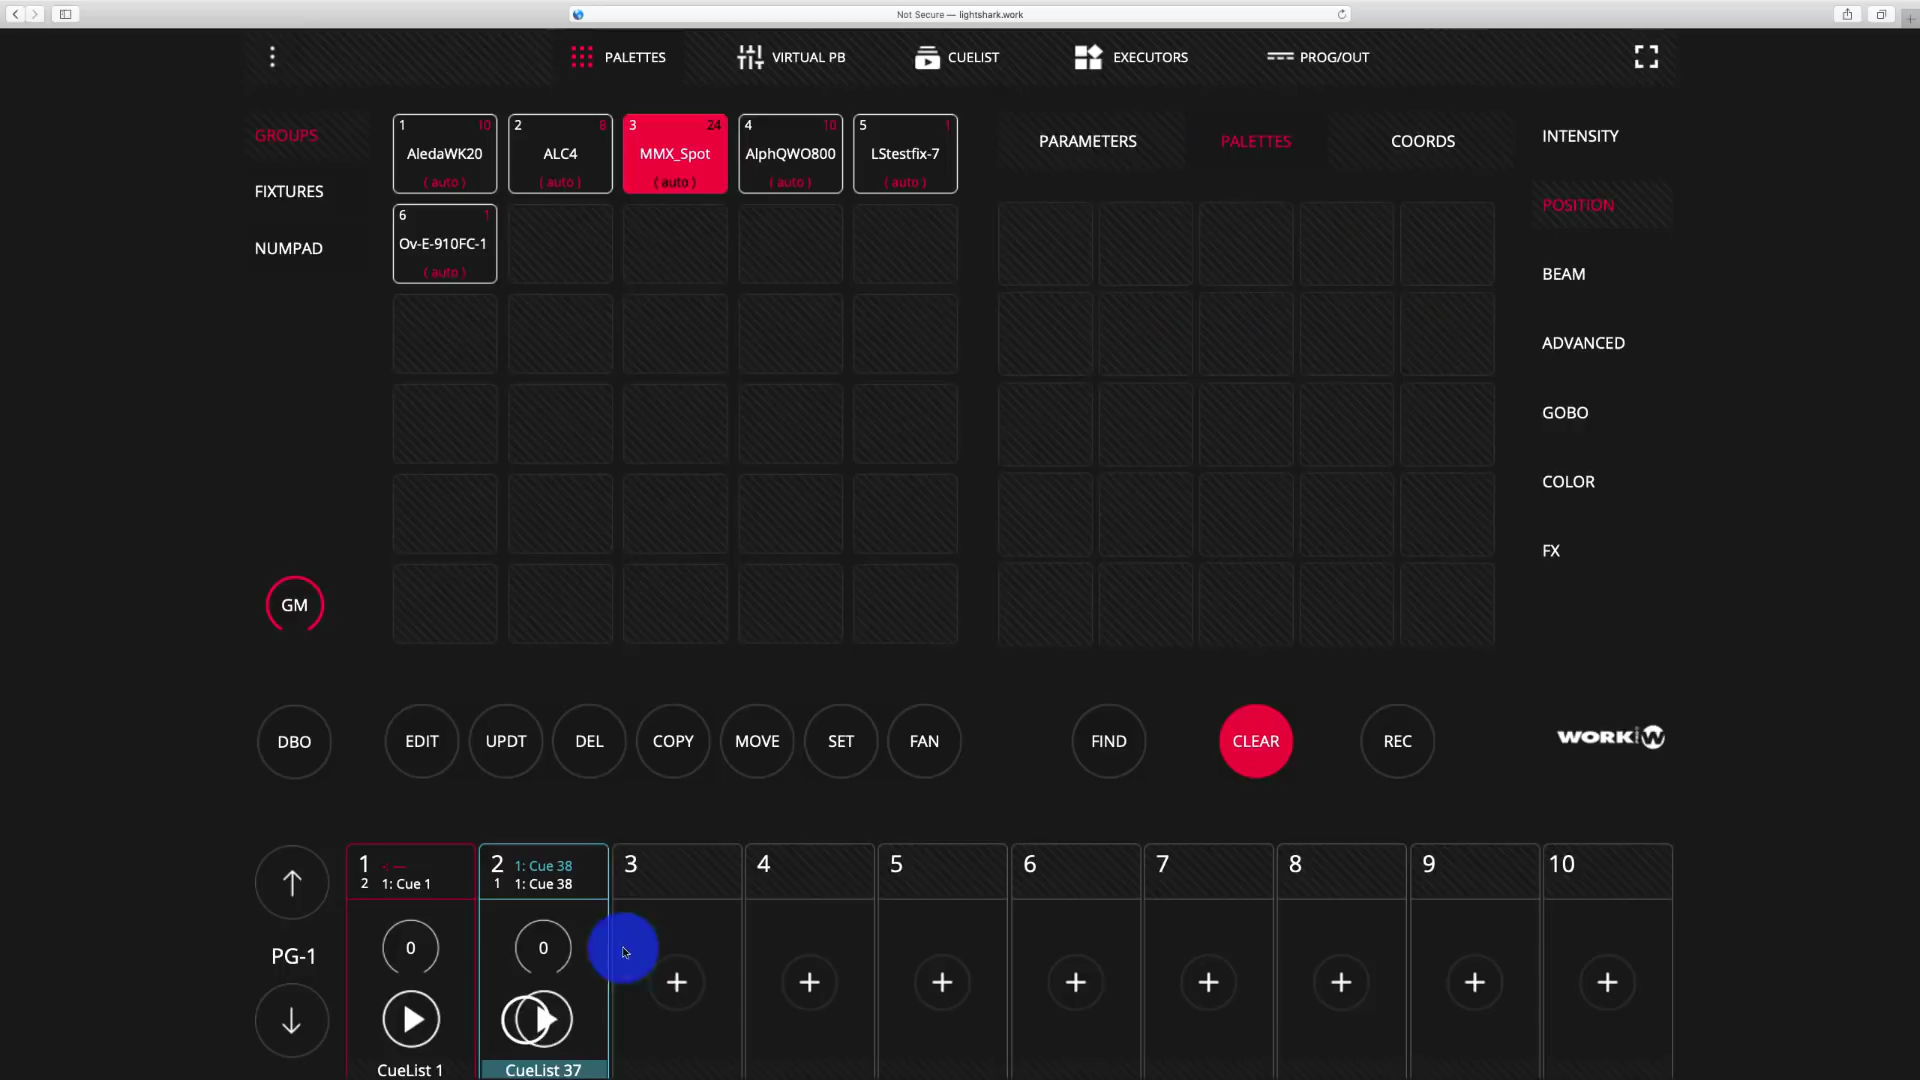 Not Secure — lightshark.work
PALETTES
VIRTUAL PB
CUELIST
EXECUTORS
PROG/OUT
GROUPS
FIXTURES
NUMPAD
1 10
AledaWK20
( auto )
2 8
ALC4
( auto )
3 24
MMX_Spot
( auto )
4 10
AlphQWO800
( auto )
5 1
LStestfix-7
( auto )
6 1
Ov-E-910FC-1
( auto )
PARAMETERS
PALETTES
COORDS
INTENSITY
POSITION
BEAM
ADVANCED
GOBO
COLOR
FX
GM
DBO
EDIT
UPDT
DEL
COPY
MOVE
SET
FAN
FIND
CLEAR
REC
WORK W
PG-1
1 -: —
2 1: Cue 1
0
CueList 1
2 1: Cue 38
1 1: Cue 38
0
CueList 37
3
4
5
6
7
8
9
10